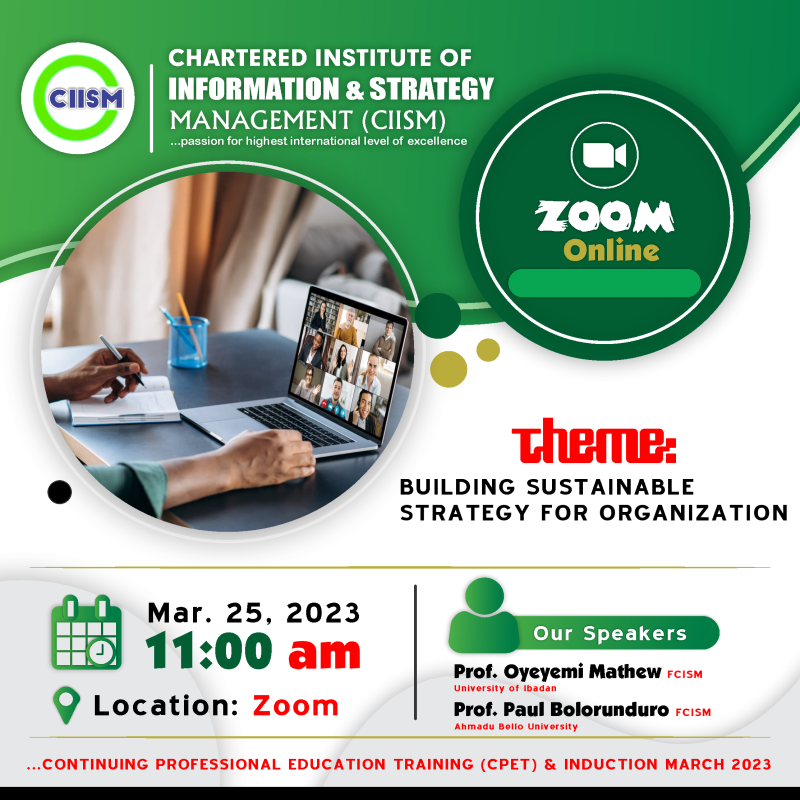 CIISM
CHARTERED INSTITUTE OF
INFORMATION & STRATEGY
MANAGEMENT (CIISM)
...passion for highest international level of excellence
ZOOM
Online
theme:
BUILDING SUSTAINABLE
STRATEGY FOR ORGANIZATION
Mar. 25, 2023
11:00 am
Location: Zoom
Our Speakers
Prof. Oyeyemi Mathew FCISM
University of Ibadan
Prof. Paul Bolorunduro FCISM
Ahmadu Bello University
...CONTINUING PROFESSIONAL EDUCATION TRAINING (CPET) & INDUCTION MARCH 2023